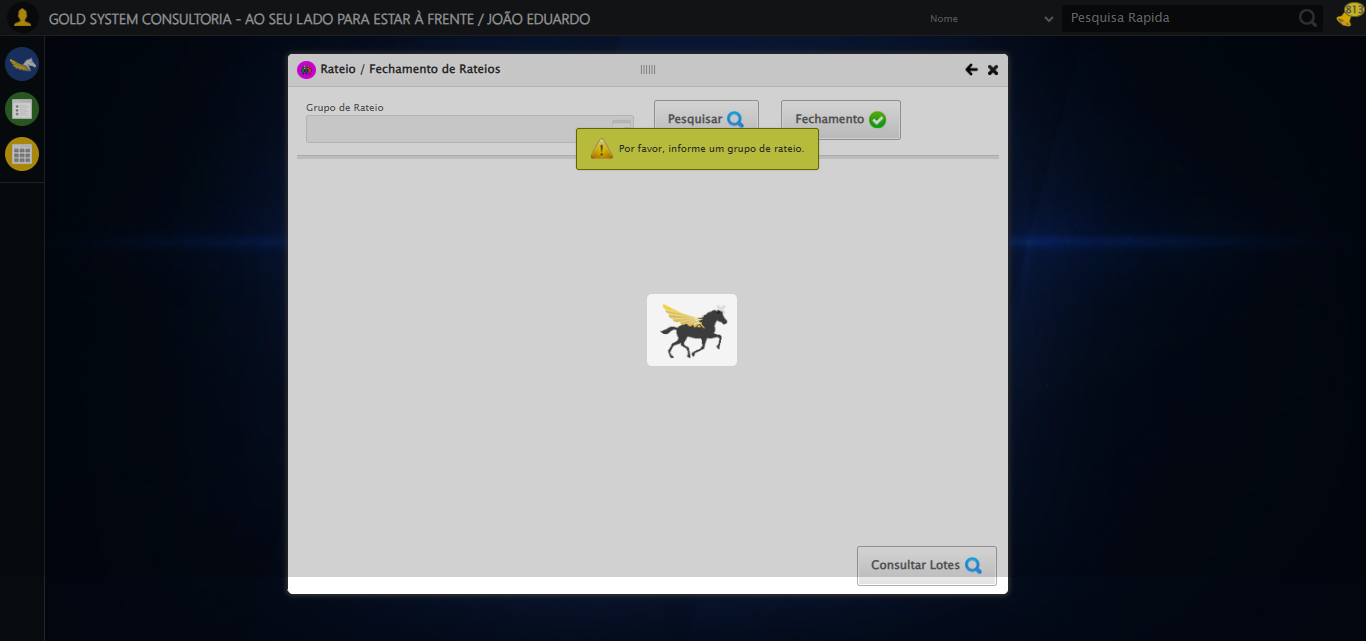 GOLD SYSTEM CONSULTORIA - AO SEU LADO PARA ESTAR À FRENTE / JOÃO EDUARDO
Nome
Pesquisa Rapida
813
Rateio / Fechamento de Rateios
Grupo de Rateio
Pesquisar
Fechamento
Por favor, informe um grupo de rateio.
Consultar Lotes